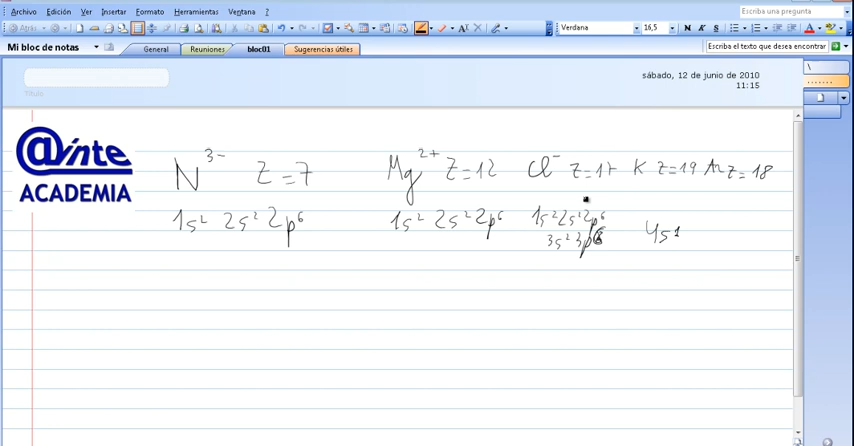 Archivo Edición Ver Insertar Formato Herramientas Ventana ? Escriba una pregunta
Atrás Verdana 16,5 N K S
Mi bloc de notas General Reuniones bloc01 Sugerencias útiles Escriba el texto que desea encontrar
Título
sábado, 12 de junio de 2010
11:15
@inte
ACADEMIA
N³⁻ Z=7 Mg²⁺ Z=12 Cl⁻ Z=17 K Z=19 Ar Z=18
1s² 2s² 2p⁶ 1s² 2s² 2p⁶ 1s² 2s² 2p⁶
3s² 3p⁶ 4s¹